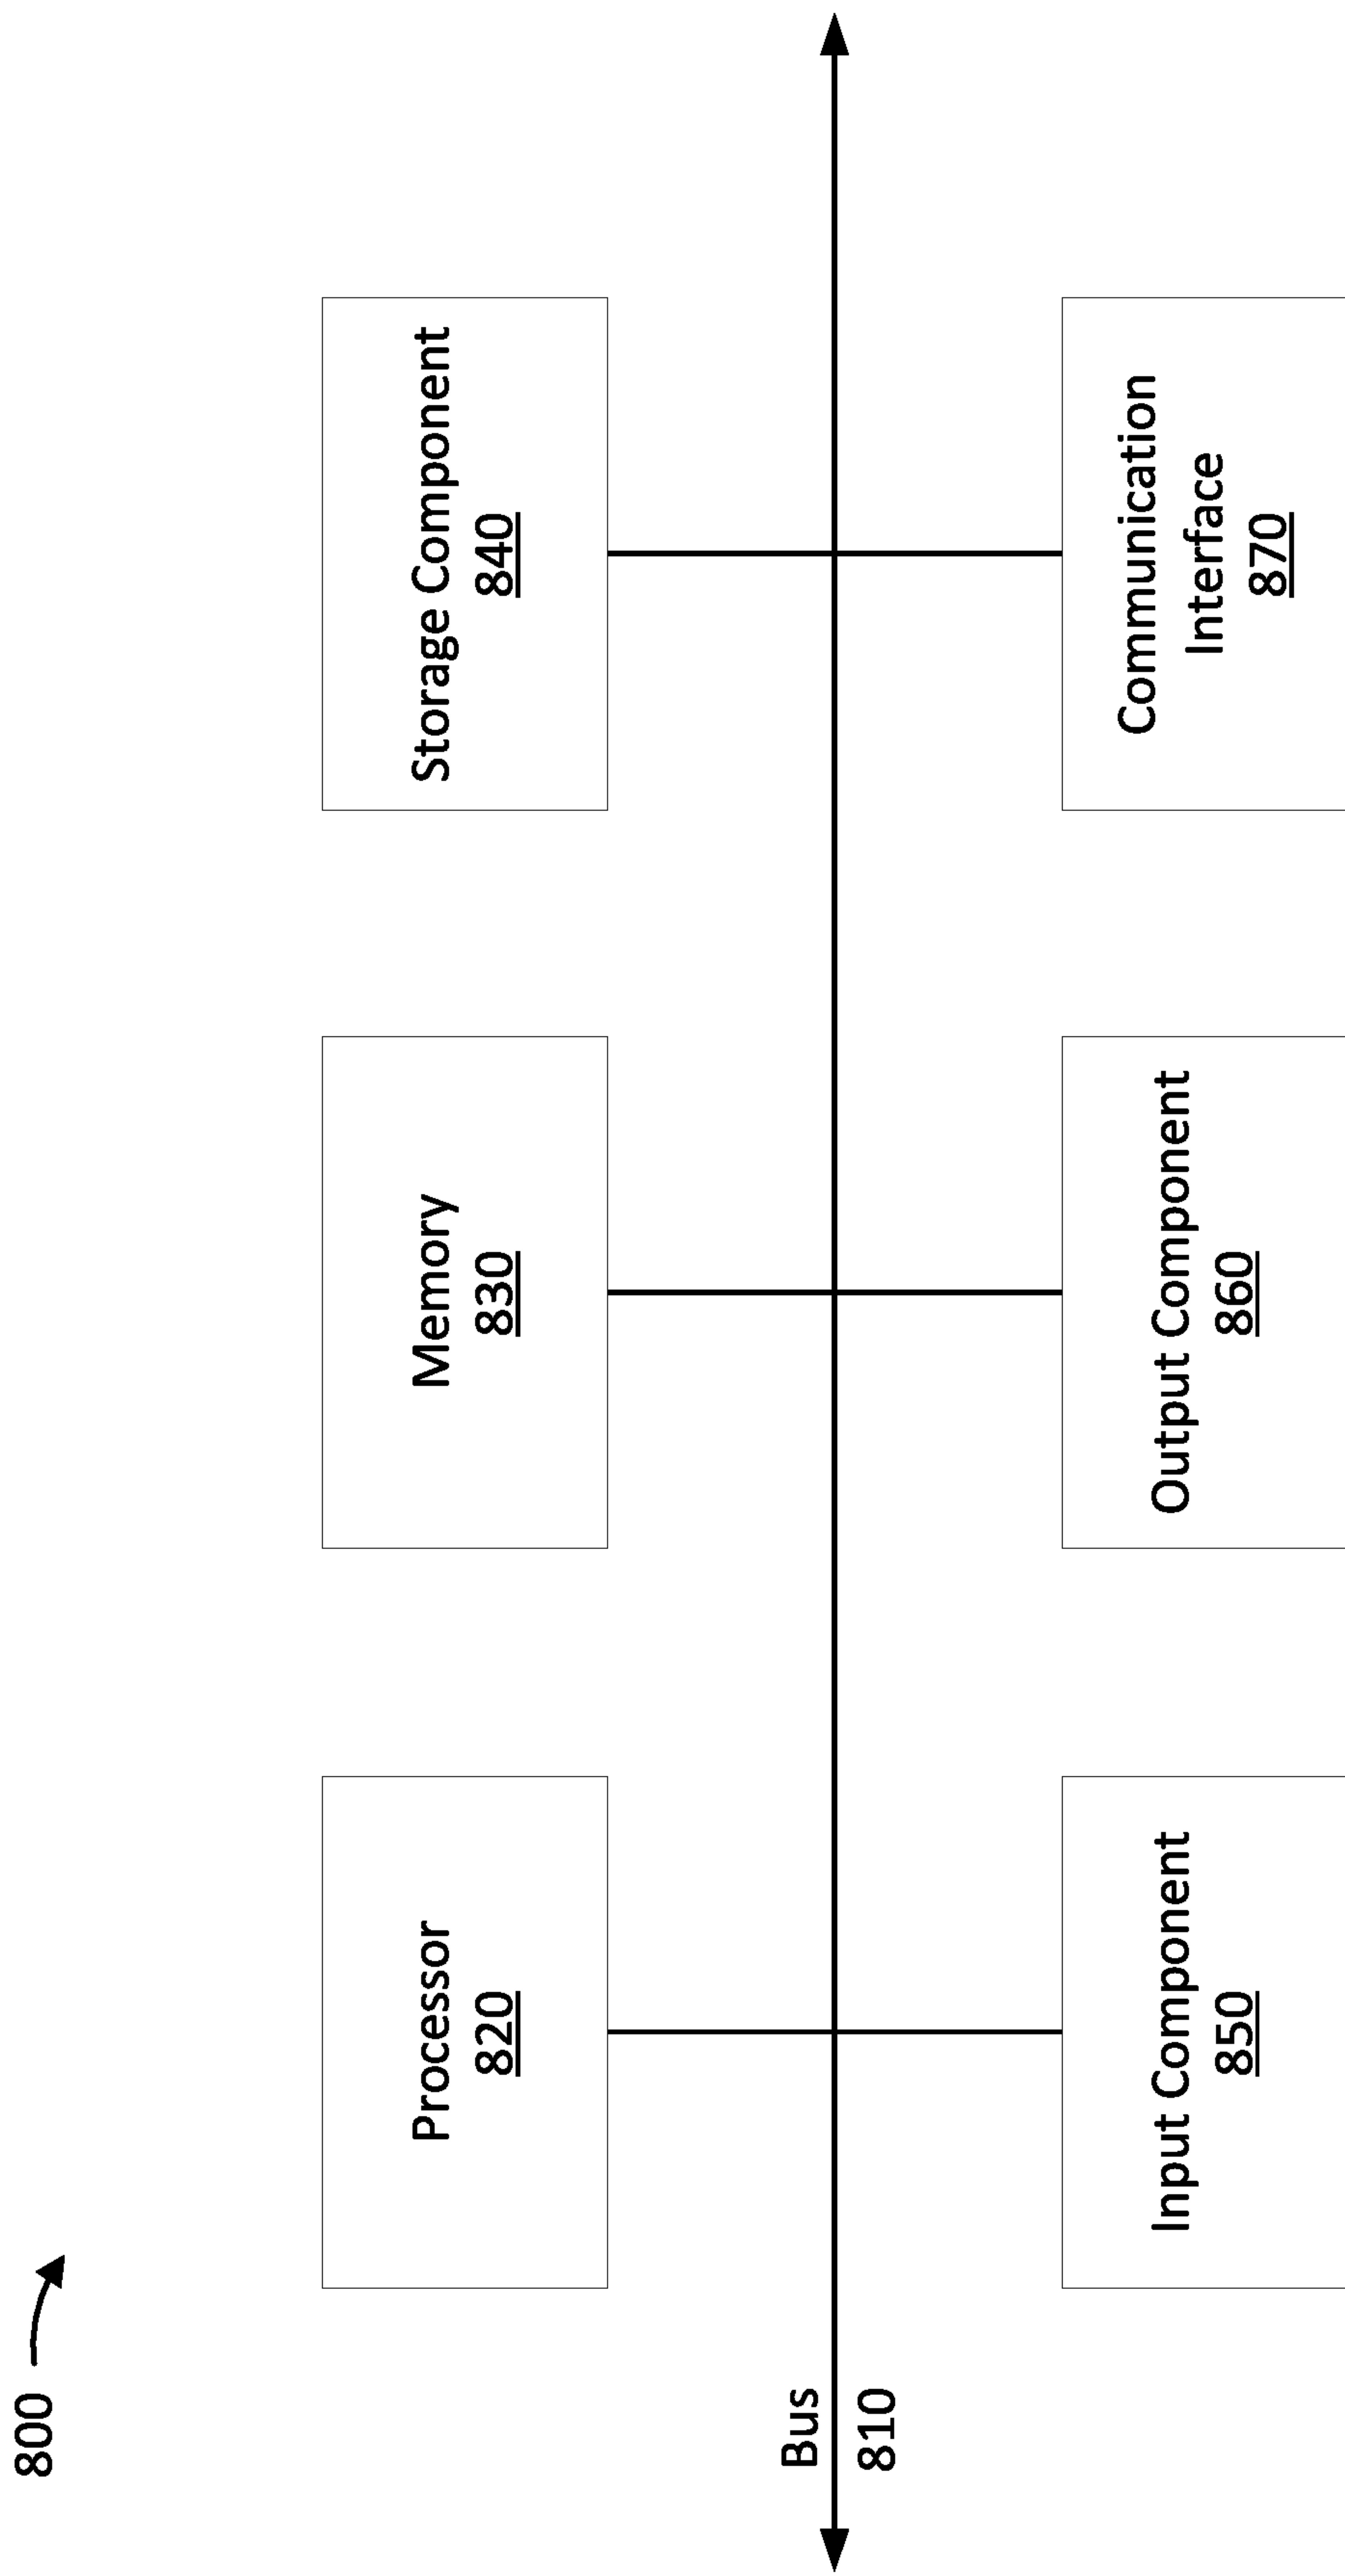 800
Processor
820
Memory
830
Storage Component
840
Bus
810
Input Component
850
Output Component
860
Communication
Interface
870